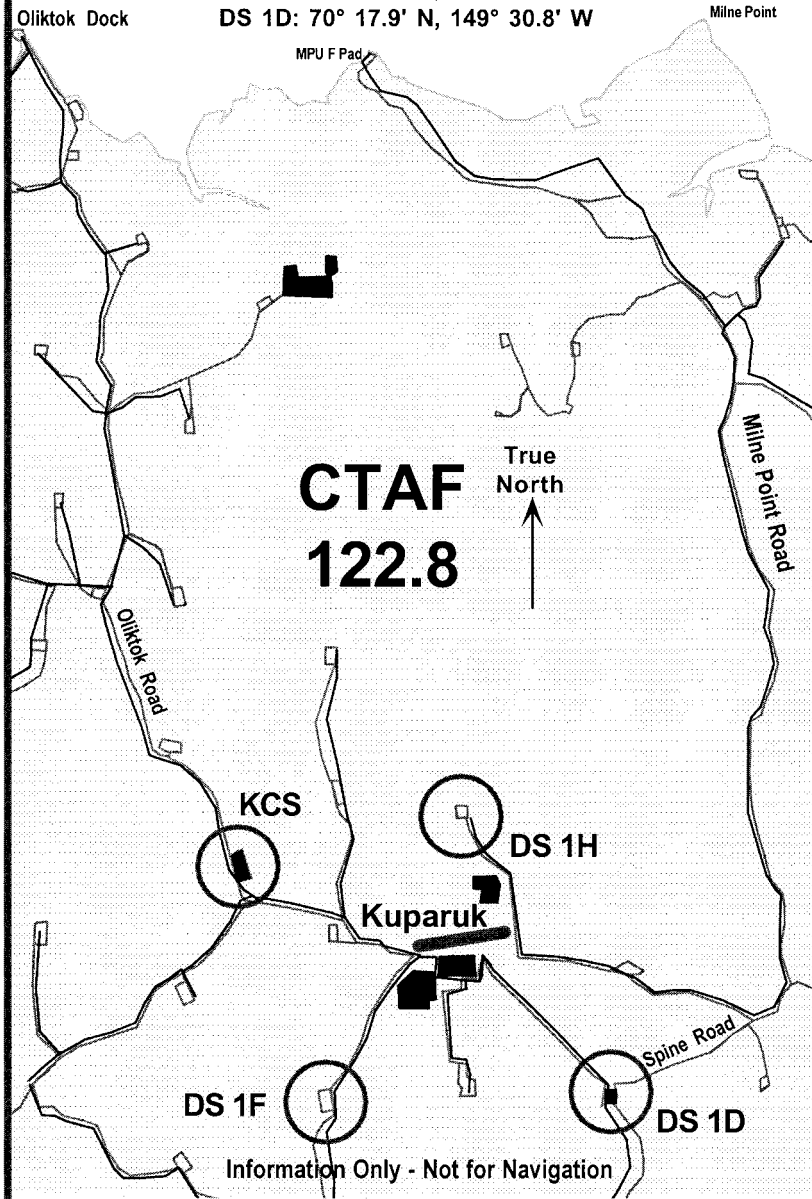 Oliktok Dock
DS 1D: 70° 17.9' N, 149° 30.8' W
Milne Point
MPU F Pad
CTAF
122.8
True
North
Milne Point Road
Oliktok Road
KCS
DS 1H
Kuparuk
Spine Road
DS 1F
DS 1D
Information Only - Not for Navigation